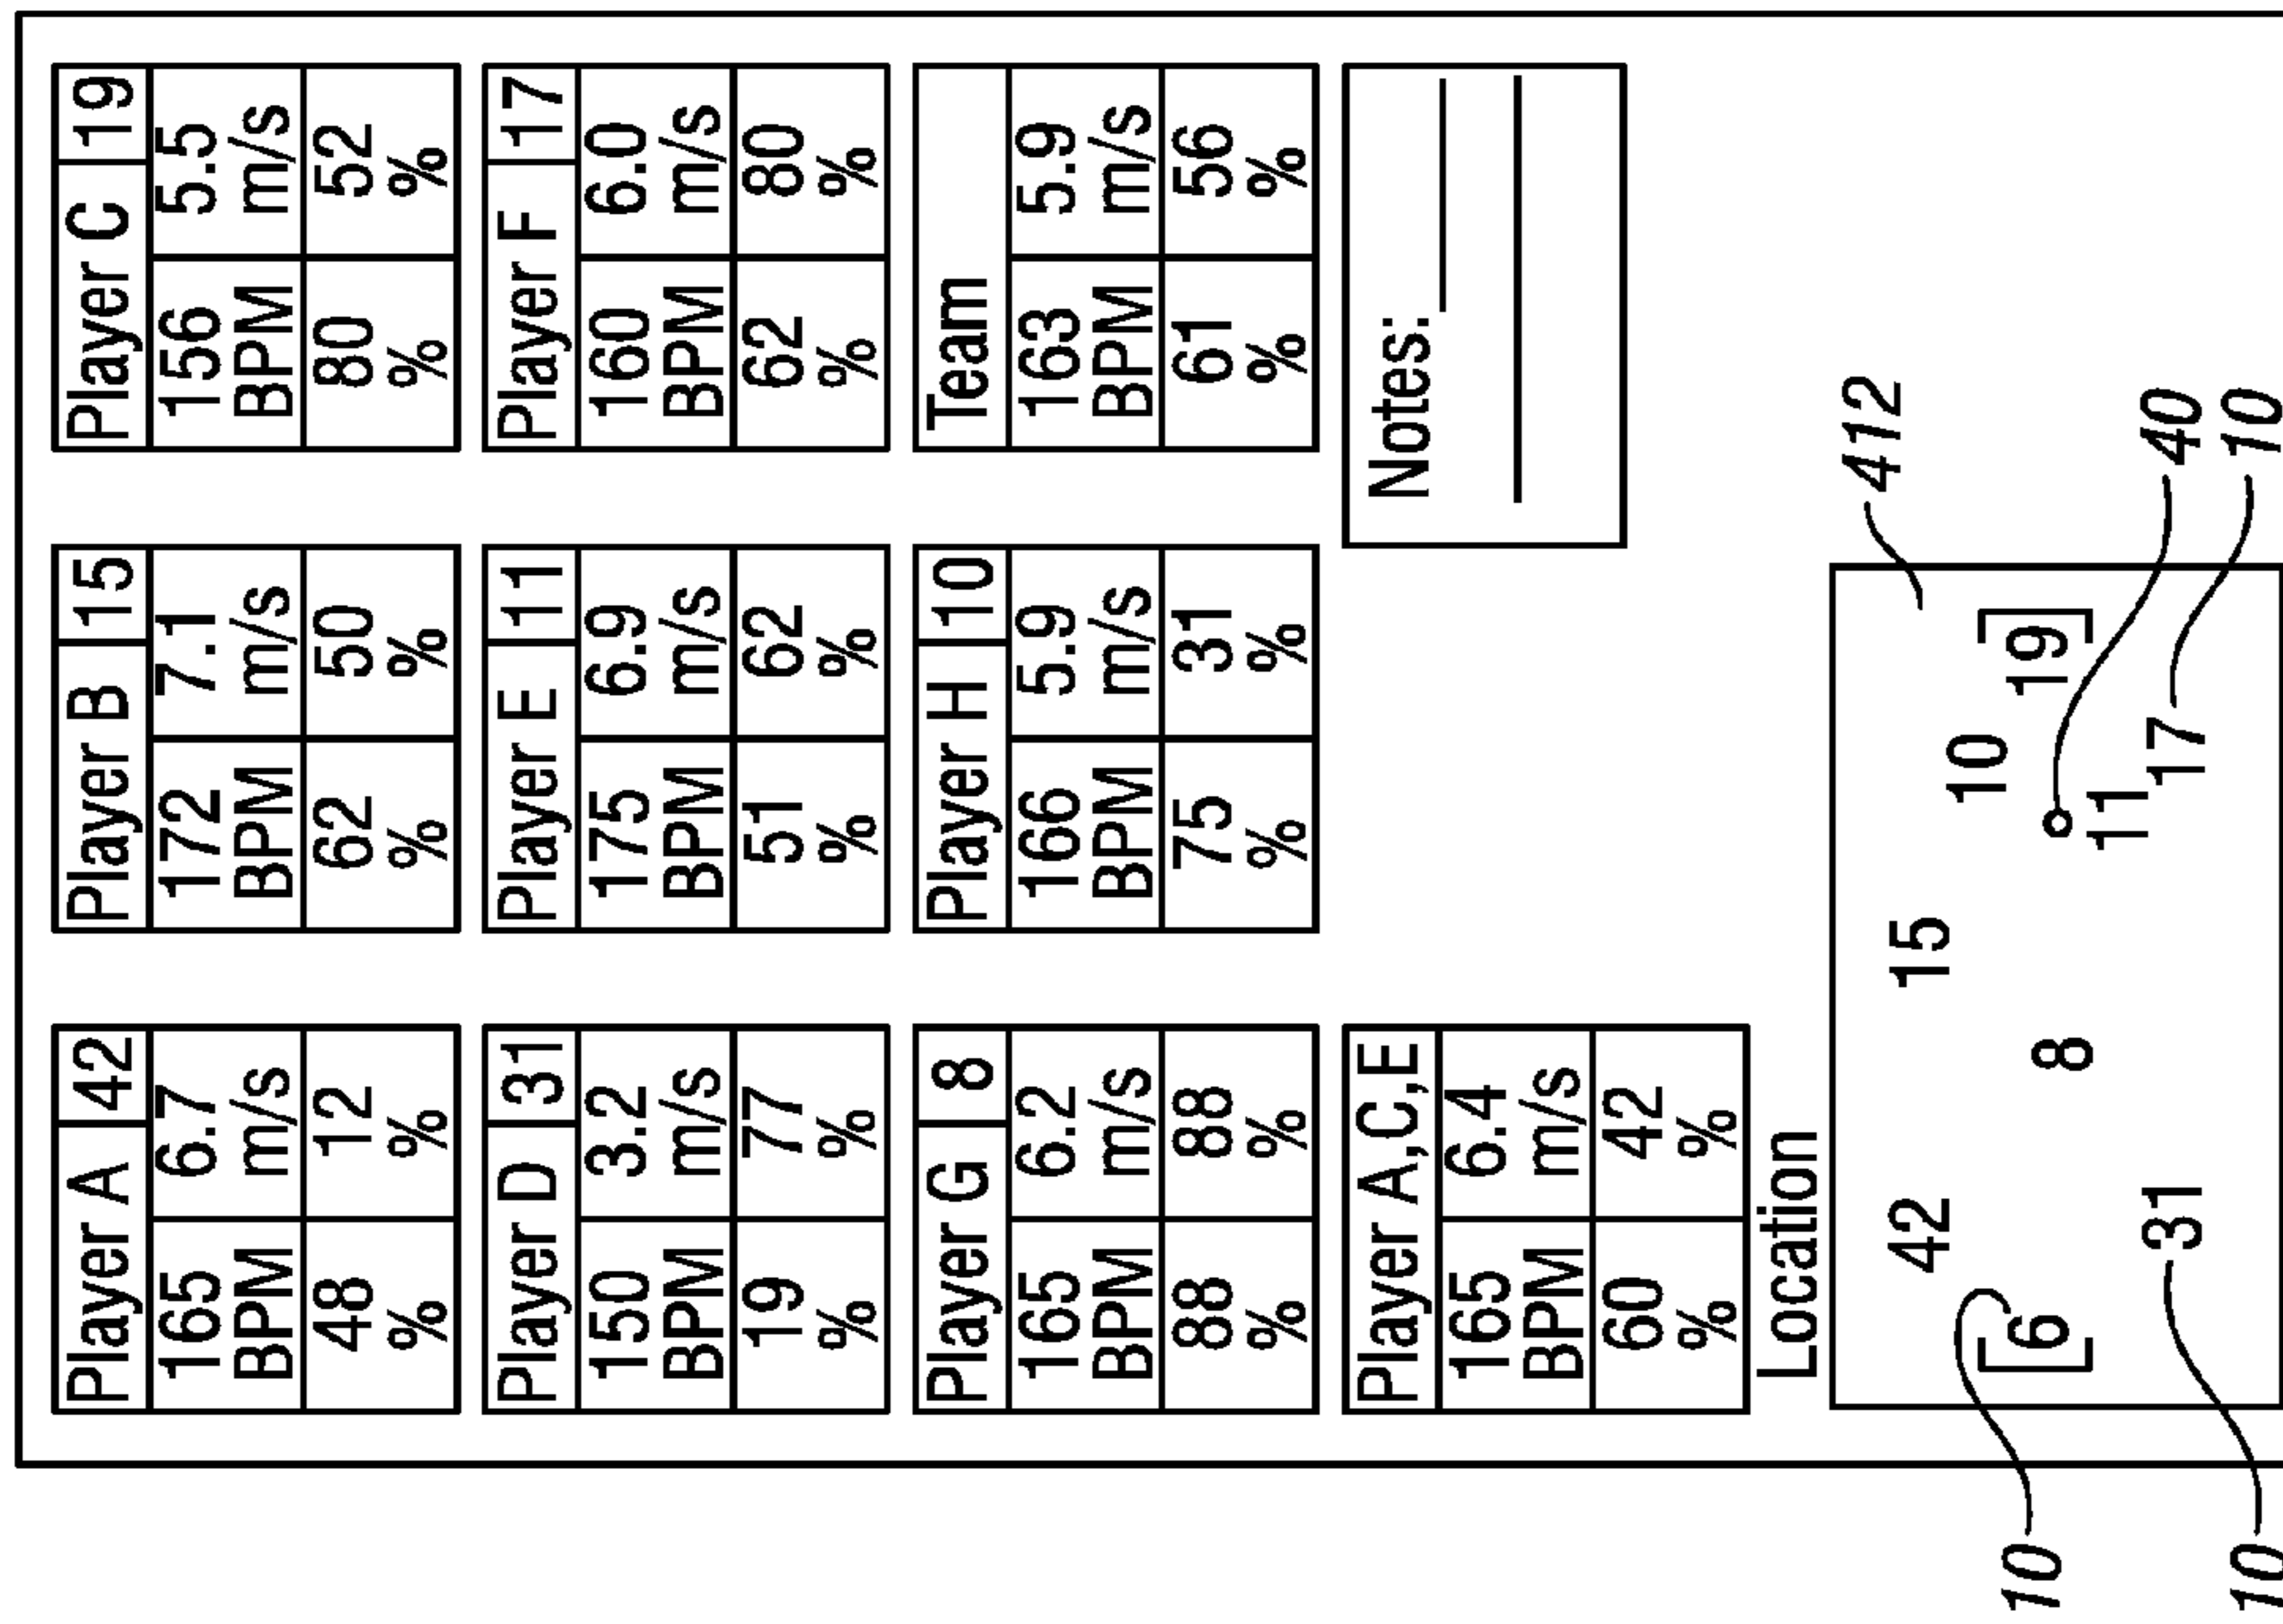 Player A 42
165 BPM 6.7 m/s
48 % 12 %
Player B 15
172 BPM 7.1 m/s
62 % 50 %
Player C 19
156 BPM 5.5 m/s
80 % 52 %
Player D 31
150 BPM 3.2 m/s
19 % 77 %
Player E 11
175 BPM 6.9 m/s
51 % 62 %
Player F 17
160 BPM 6.0 m/s
62 % 80 %
Player G 8
165 BPM 6.2 m/s
88 % 88 %
Player H 10
166 BPM 5.9 m/s
75 % 31 %
Team
163 BPM 5.9 m/s
61 % 56 %
Player A,C,E
165 BPM 6.4 m/s
60 % 42 %
Notes:
Location
412
42
15
10
10
6
8
19
40
11
31
17
10
10